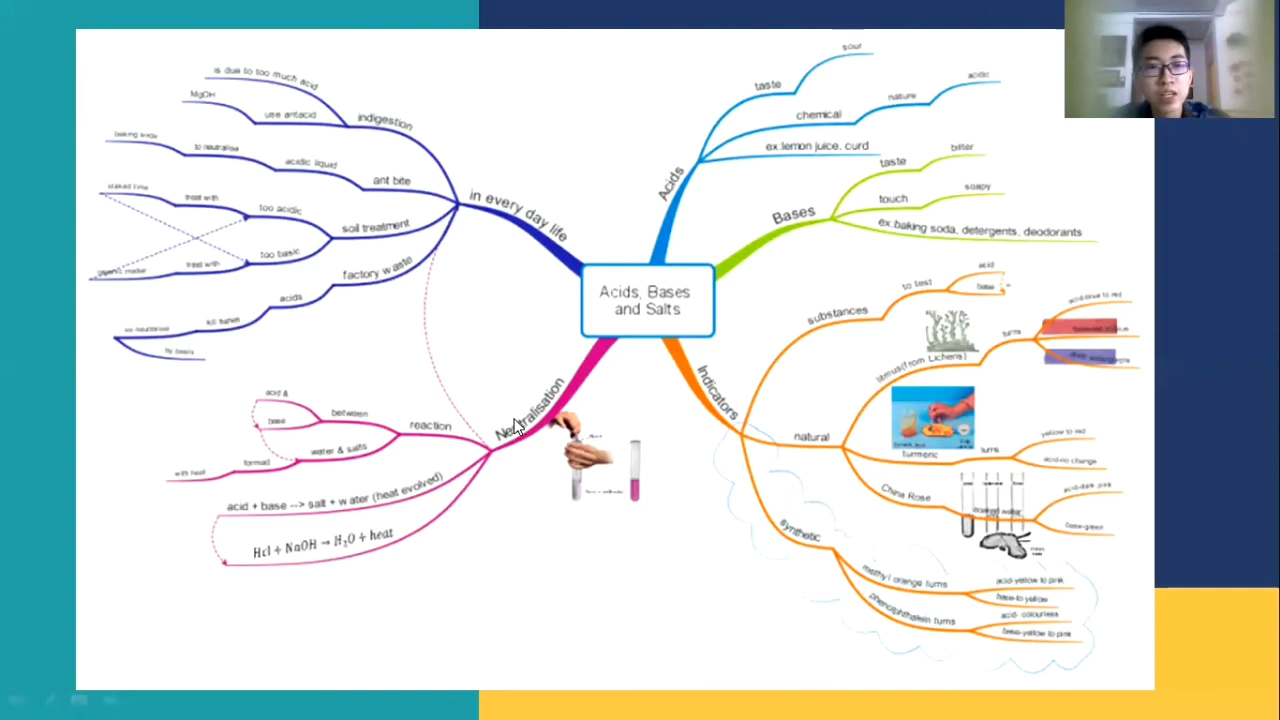 Acids, Bases
and Salts
Acids
taste
sour
chemical
nature
acidic
ex:lemon juice, curd
Bases
taste
bitter
touch
soapy
ex:baking soda, detergents, deodorants
Indicators
substances
to test
acid
base
natural
litmus(from Lichens)
turns
acid-blue to red
turmeric
turns
yellow to red
acid-no change
China Rose
acid-dark pink
base-green
synthetic
methyl orange turns
acid-yellow to pink
base-to yellow
phenolphthalein turns
acid- colourless
base-yellow to pink
in every day life
indigestion
is due to too much acid
use antacid
MgOH
ant bite
acidic liquid
to neutralise
baking soda
soil treatment
too acidic
treat with
slaked lime
too basic
treat with
organic matter
factory waste
acids
by basis
Neutralisation
reaction
between
acid &
base
water & salts
formed
with heat
acid + base --> salt + water (heat evolved)
Hcl + NaOH → H₂O + heat